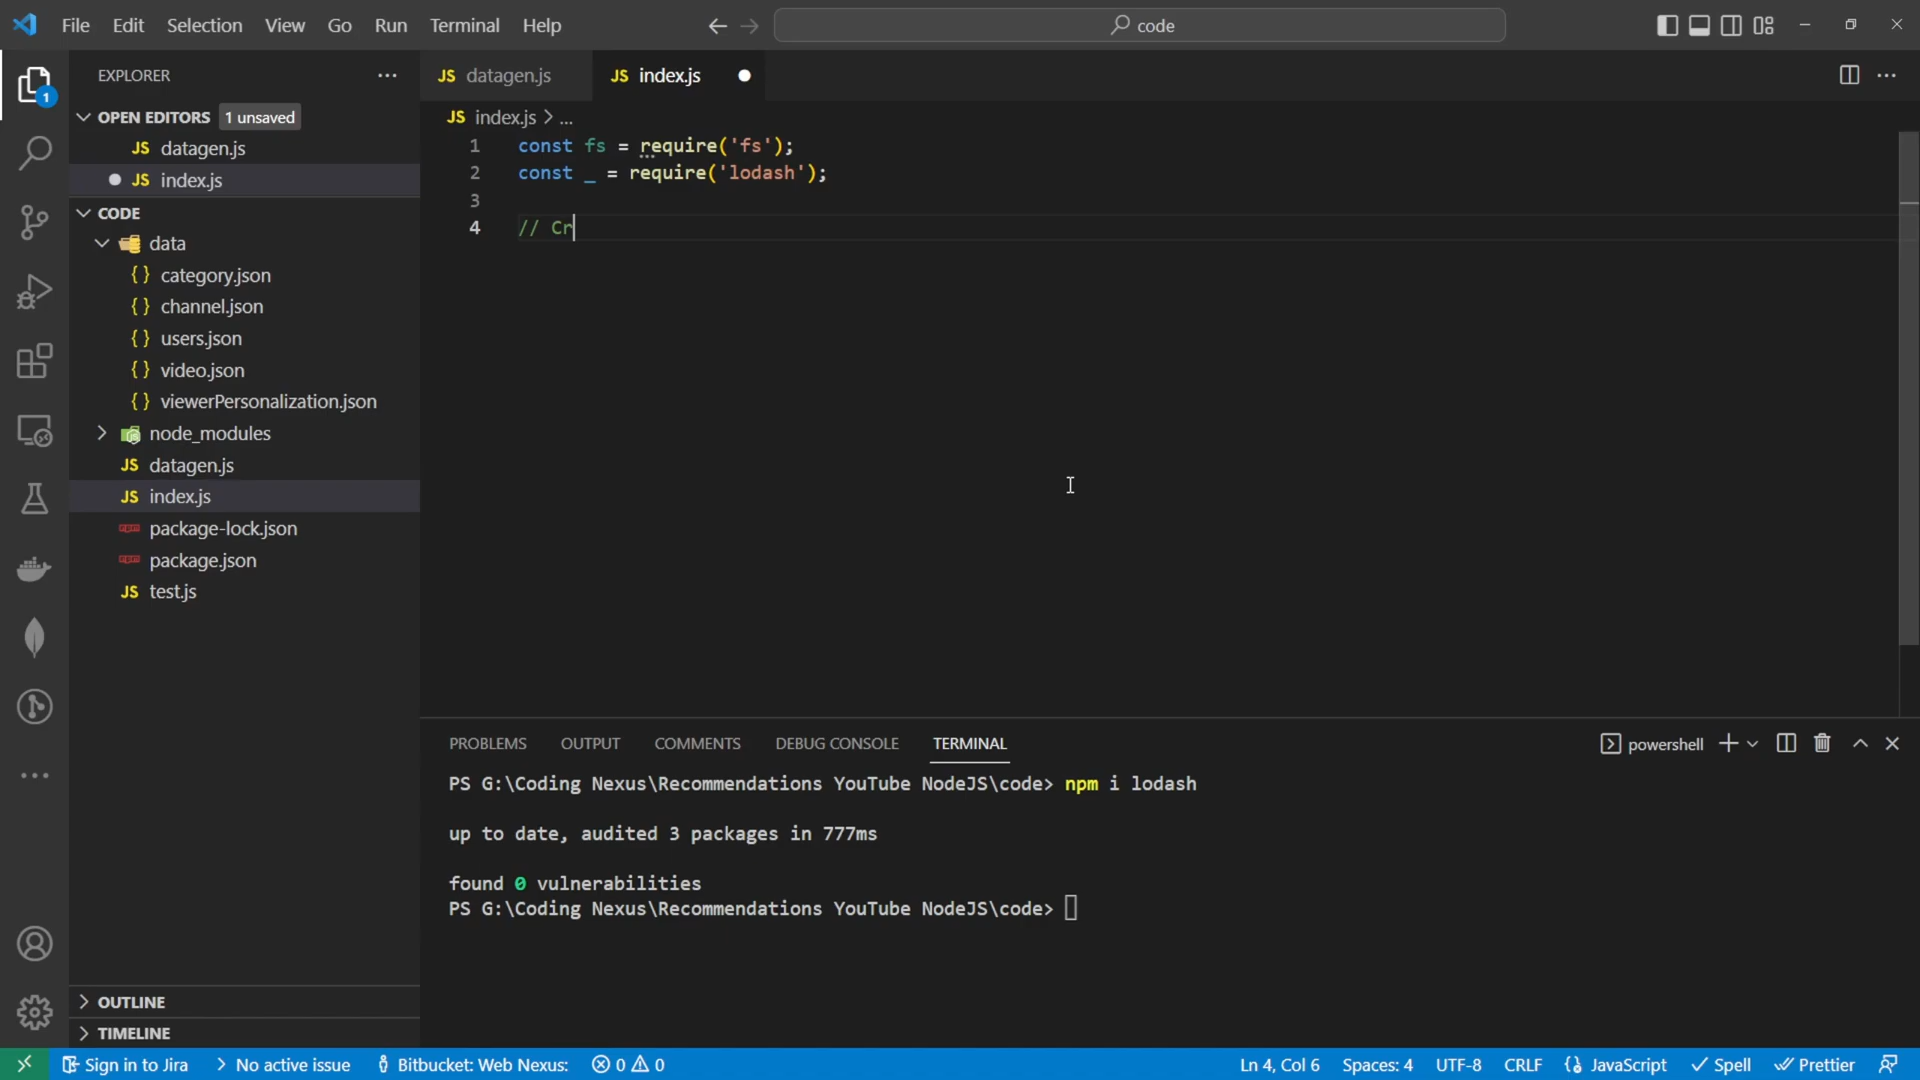 File Edit Selection View Go Run Terminal Help
code
EXPLORER
OPEN EDITORS 1 unsaved
JS datagen.js
JS index.js
CODE
data
{ } category.json
{ } channel.json
{ } users.json
{ } video.json
{ } viewerPersonalization.json
node_modules
JS datagen.js
JS index.js
package-lock.json
package.json
JS test.js
OUTLINE
TIMELINE
1
JS datagen.js JS index.js
JS index.js > ...
1 const fs = require('fs');
2 const _ = require('lodash');
3
4 // Cr
PROBLEMS OUTPUT COMMENTS DEBUG CONSOLE TERMINAL
powershell
PS G:\Coding Nexus\Recommendations YouTube NodeJS\code> npm i lodash
up to date, audited 3 packages in 777ms
found 0 vulnerabilities
PS G:\Coding Nexus\Recommendations YouTube NodeJS\code>
Sign in to Jira No active issue Bitbucket: Web Nexus: 0 0 Ln 4, Col 6 Spaces: 4 UTF-8 CRLF JavaScript Spell Prettier